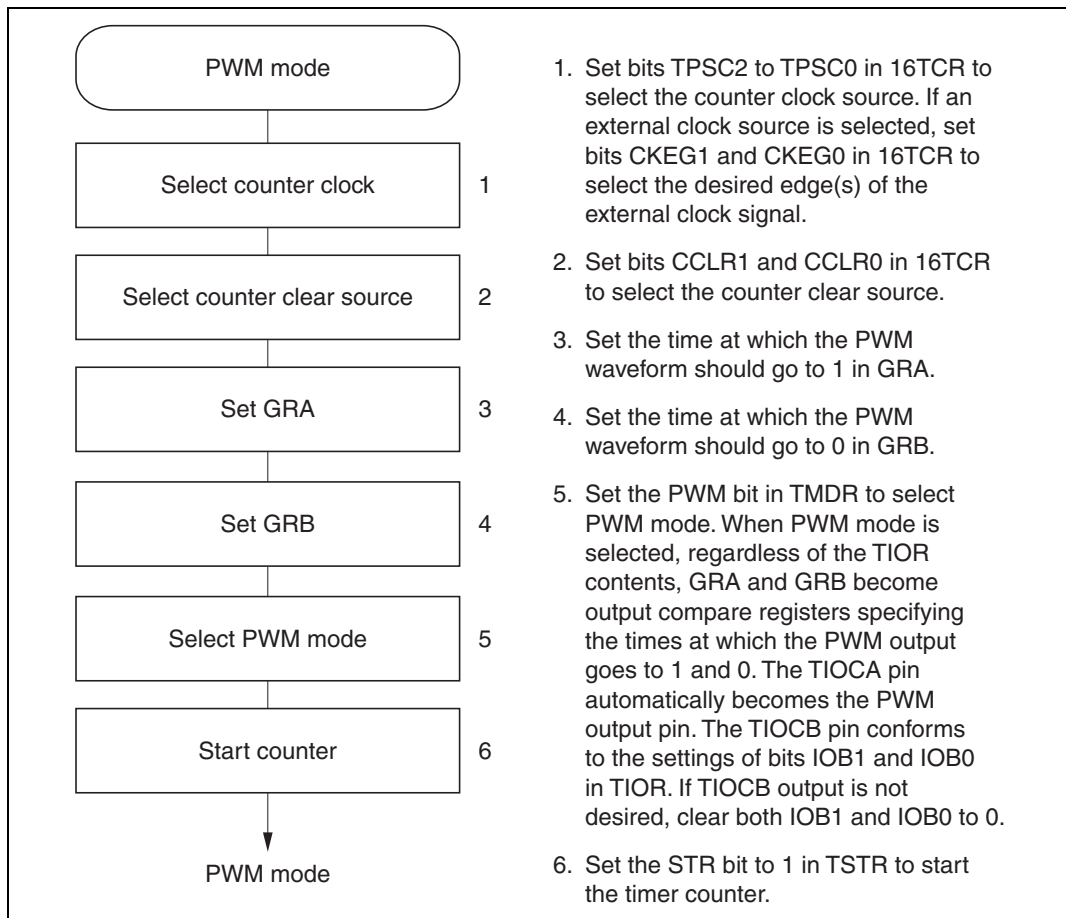 PWM mode
Select counter clock 1
Select counter clear source 2
Set GRA 3
Set GRB 4
Select PWM mode 5
Start counter 6
PWM mode
1. Set bits TPSC2 to TPSC0 in 16TCR to
select the counter clock source. If an
external clock source is selected, set
bits CKEG1 and CKEG0 in 16TCR to
select the desired edge(s) of the
external clock signal.
2. Set bits CCLR1 and CCLR0 in 16TCR
to select the counter clear source.
3. Set the time at which the PWM
waveform should go to 1 in GRA.
4. Set the time at which the PWM
waveform should go to 0 in GRB.
5. Set the PWM bit in TMDR to select
PWM mode. When PWM mode is
selected, regardless of the TIOR
contents, GRA and GRB become
output compare registers specifying
the times at which the PWM output
goes to 1 and 0. The TIOCA pin
automatically becomes the PWM
output pin. The TIOCB pin conforms
to the settings of bits IOB1 and IOB0
in TIOR. If TIOCB output is not
desired, clear both IOB1 and IOB0 to 0.
6. Set the STR bit to 1 in TSTR to start
the timer counter.